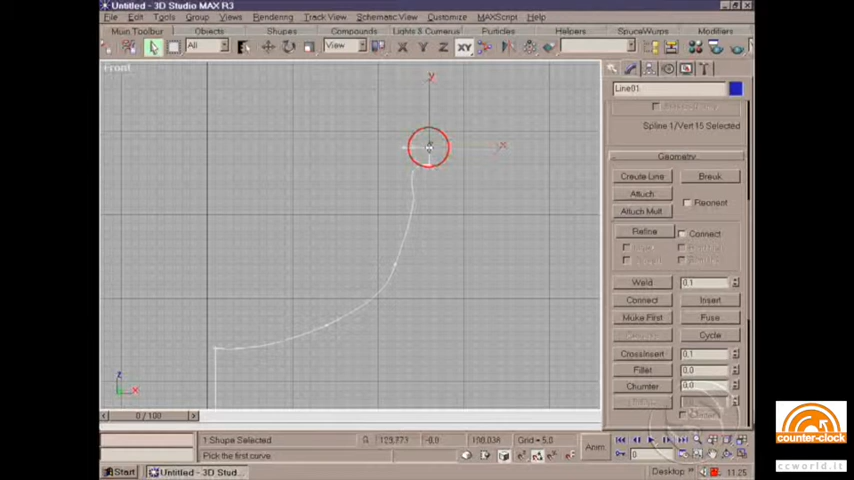 Untitled - 3D Studio MAX R3
File Edit Tools Group Views Rendering Track View Schematic View Customize MAXScript Help
Main Toolbar Objects Shapes Compounds Lights & Cameras Particles Helpers SpaceWarps Modifiers
All View X Y Z XY
Front
y
x
z
x
Line01
Spline 1/Vert 15 Selected
Geometry
Create Line Break
Attach
Attach Mult Reorient
Refine Connect
Weld 0.1
Connect Insert
Make First Fuse
Cycle
CrossInsert 0.1
Fillet 0.0
Chamfer 0.0
0 / 100
1 Shape Selected Grid = 5.0
Pick the first curve
Anim
0
Start Untitled - 3D Stud... Desktop 11.25
counter-clock
ccworld.it